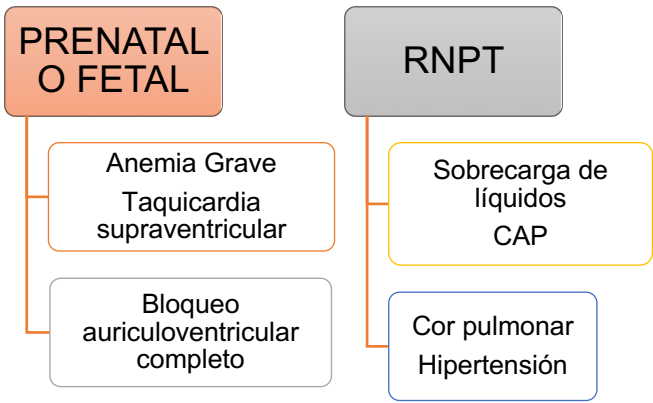 PRENATAL
O FETAL
Anemia Grave
Taquicardia
supraventricular
Bloqueo
auriculoventricular
completo
RNPT
Sobrecarga de
líquidos
CAP
Cor pulmonar
Hipertensión